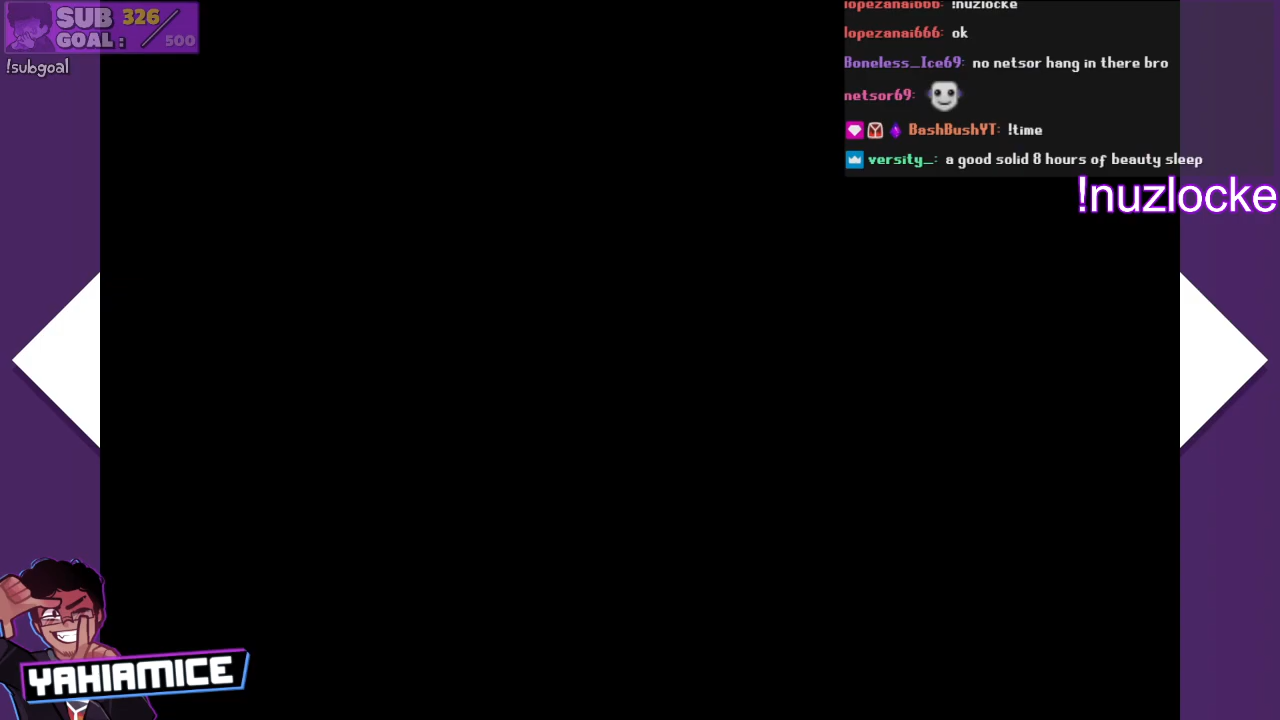 SUB 326 / 500
GOAL :
!subgoal
lopezanai666: !nuzlocke
lopezanai666: ok
Boneless_Ice69: no netsor hang in there bro
netsor69:
BashBushYT: !time
versity_: a good solid 8 hours of beauty sleep
!nuzlocke
YAHIAMICE